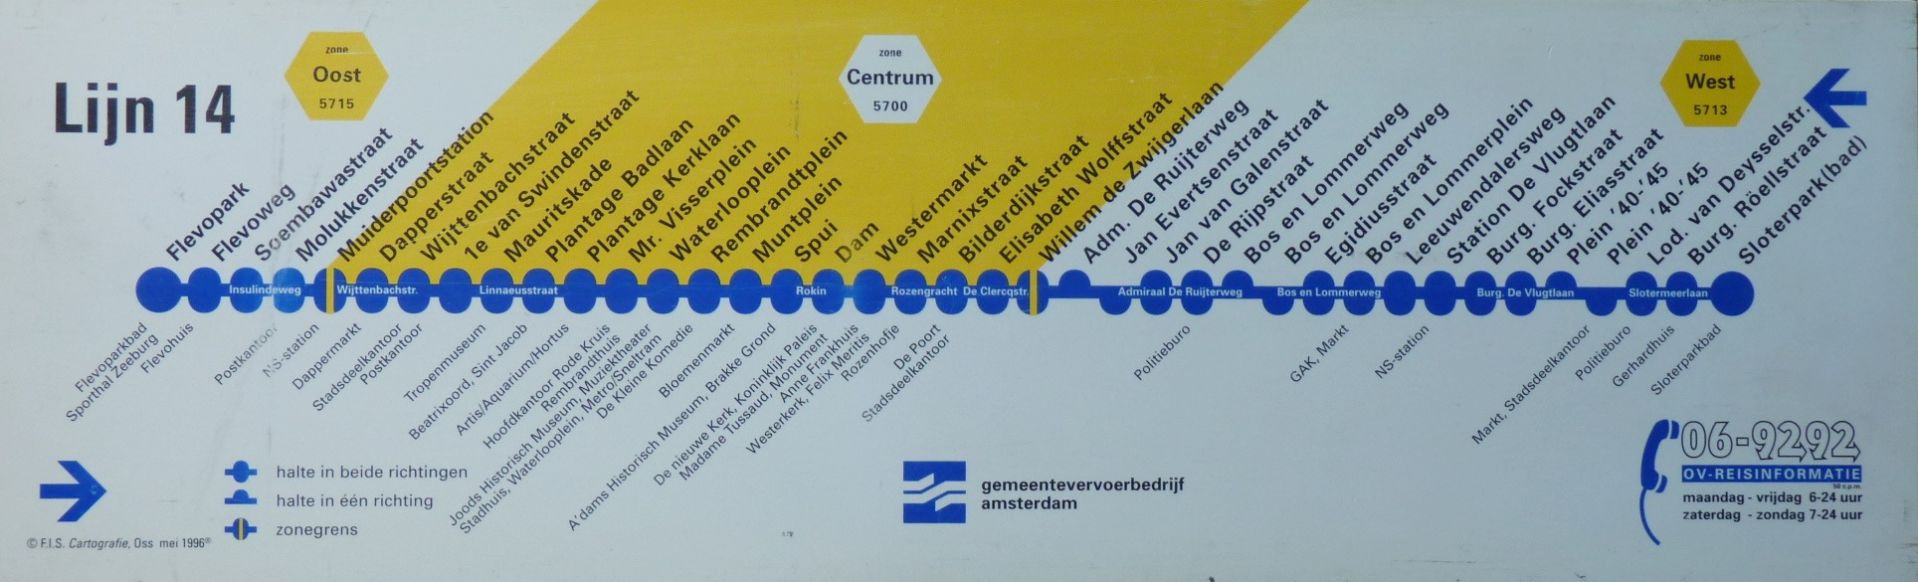 Lijn 14
zone
Oost
5715
zone
Centrum
5700
zone
West
5713
Flevopark
Flevoweg
Soembawastraat
Molukkenstraat
Muiderpoortstation
Dapperstraat
Wijttenbachstraat
1e van Swindenstraat
Mauritskade
Plantage Badlaan
Plantage Kerklaan
Mr. Visserplein
Waterlooplein
Rembrandtplein
Muntplein
Spui
Dam
Westermarkt
Marnixstraat
Bilderdijkstraat
Elisabeth Wolffstraat
Willem de Zwijgerlaan
Adm. De Ruijterweg
Jan Evertsenstraat
Jan van Galenstraat
De Rijpstraat
Bos en Lommerweg
Bos en Lommerweg
Egidiusstraat
Bos en Lommerplein
Leeuwendalersweg
Station De Vlugtlaan
Burg. Fockstraat
Burg. Eliasstraat
Plein '40-'45
Plein '40-'45
Lod. van Deysselstr.
Burg. Röellstraat
Sloterpark(bad)
Insulindeweg
Wijttenbachstr.
Linnaeusstraat
Rokin
Rozengracht
De Clercqstr.
Admiraal De Ruijterweg
Bos en Lommerweg
Burg. De Vlugtlaan
Slotermeerlaan
Flevoparkbad
Sporthal Zeeburg
Flevohuis
Postkantoor
NS-station
Dappermarkt
Stadsdeelkantoor
Postkantoor
Tropenmuseum
Beatrixoord, Sint Jacob
Artis/Aquarium/Hortus
Hoofdkantoor Rode Kruis
Rembrandthuis
Joods Historisch Museum, Muziektheater
Stadhuis, Waterlooplein, Metro/Sneltram
De Kleine Komedie
Bloemenmarkt
A'dams Historisch Museum, Brakke Grond
De nieuwe Kerk, Koninklijk Paleis
Madame Tussaud, Monument
Anne Frankhuis
Westerkerk, Felix Meritis
Rozenhofje
De Poort
Stadsdeelkantoor
Politieburo
GAK, Markt
NS-station
Markt, Stadsdeelkantoor
Politieburo
Gerhardhuis
Sloterparkbad
halte in beide richtingen
halte in één richting
zonegrens
© F.I.S. Cartografie, Oss mei 1996®
gemeentevervoerbedrijf
amsterdam
06-9292
OV-REISINFORMATIE
50 c.p.m.
maandag - vrijdag 6-24 uur
zaterdag - zondag 7-24 uur